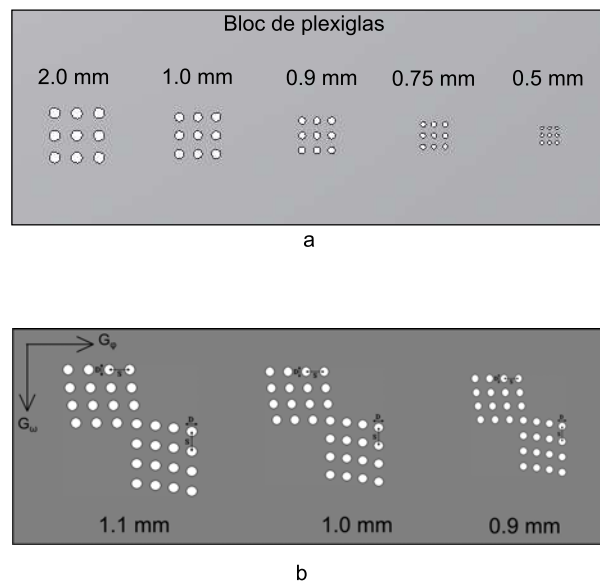 Bloc de plexiglas
2.0 mm 1.0 mm 0.9 mm 0.75 mm 0.5 mm
a
Gφ
D S D S D S
Gω
D D D
S S S
1.1 mm 1.0 mm 0.9 mm
b